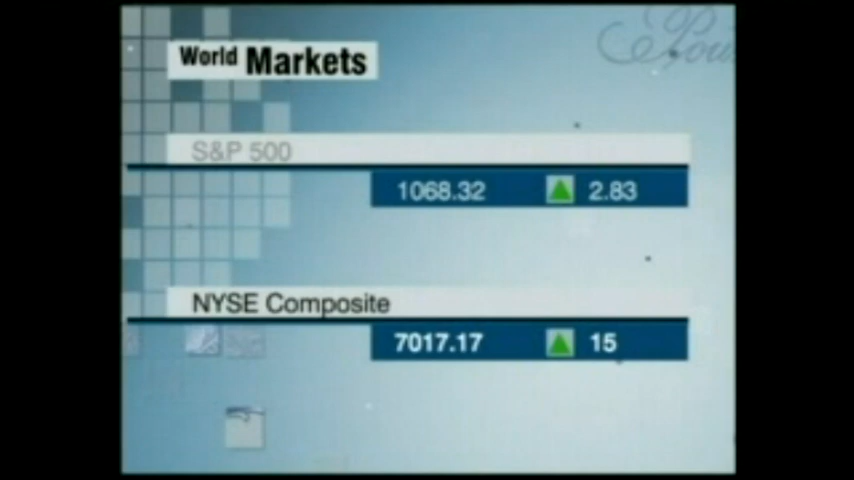 World Markets
S&P 500
1068.32 2.83
NYSE Composite
7017.17 15